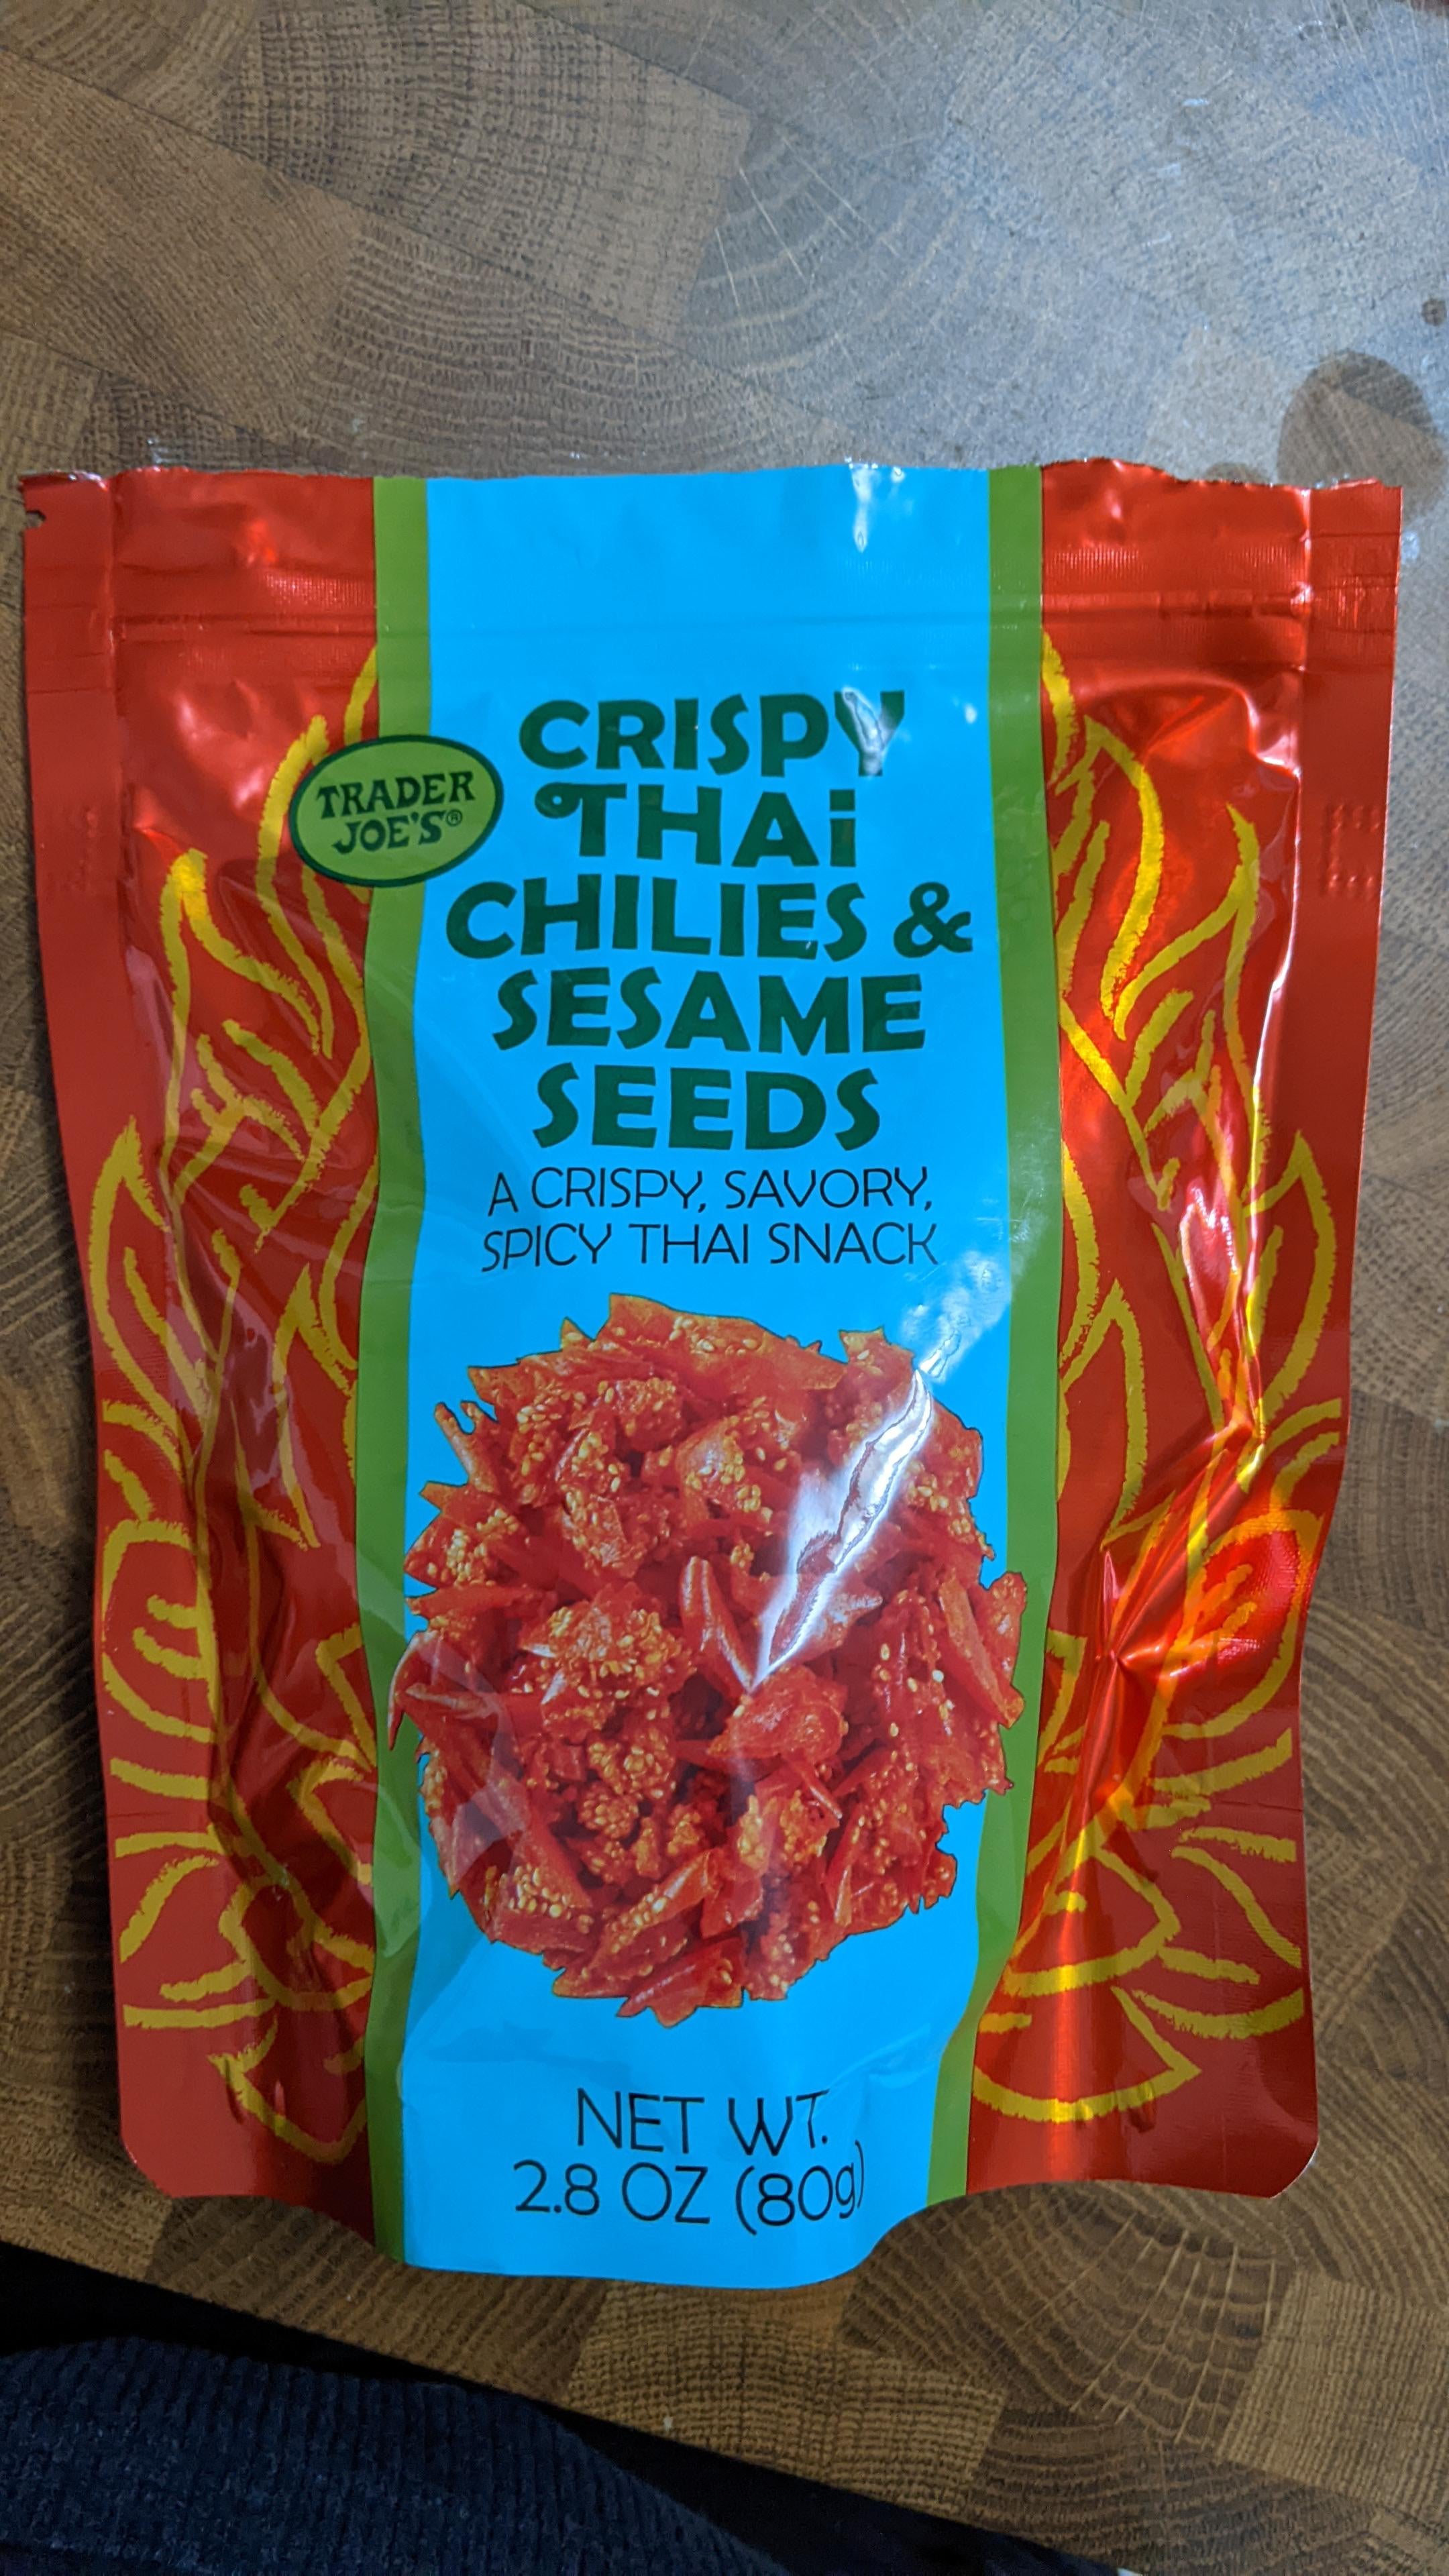 TRADER
JOE'S®
CRISPY
THAi
CHILIES &
SESAME
SEEDS
A CRISPY, SAVORY,
SPICY THAI SNACK
NET WT.
2.8 OZ (80g)